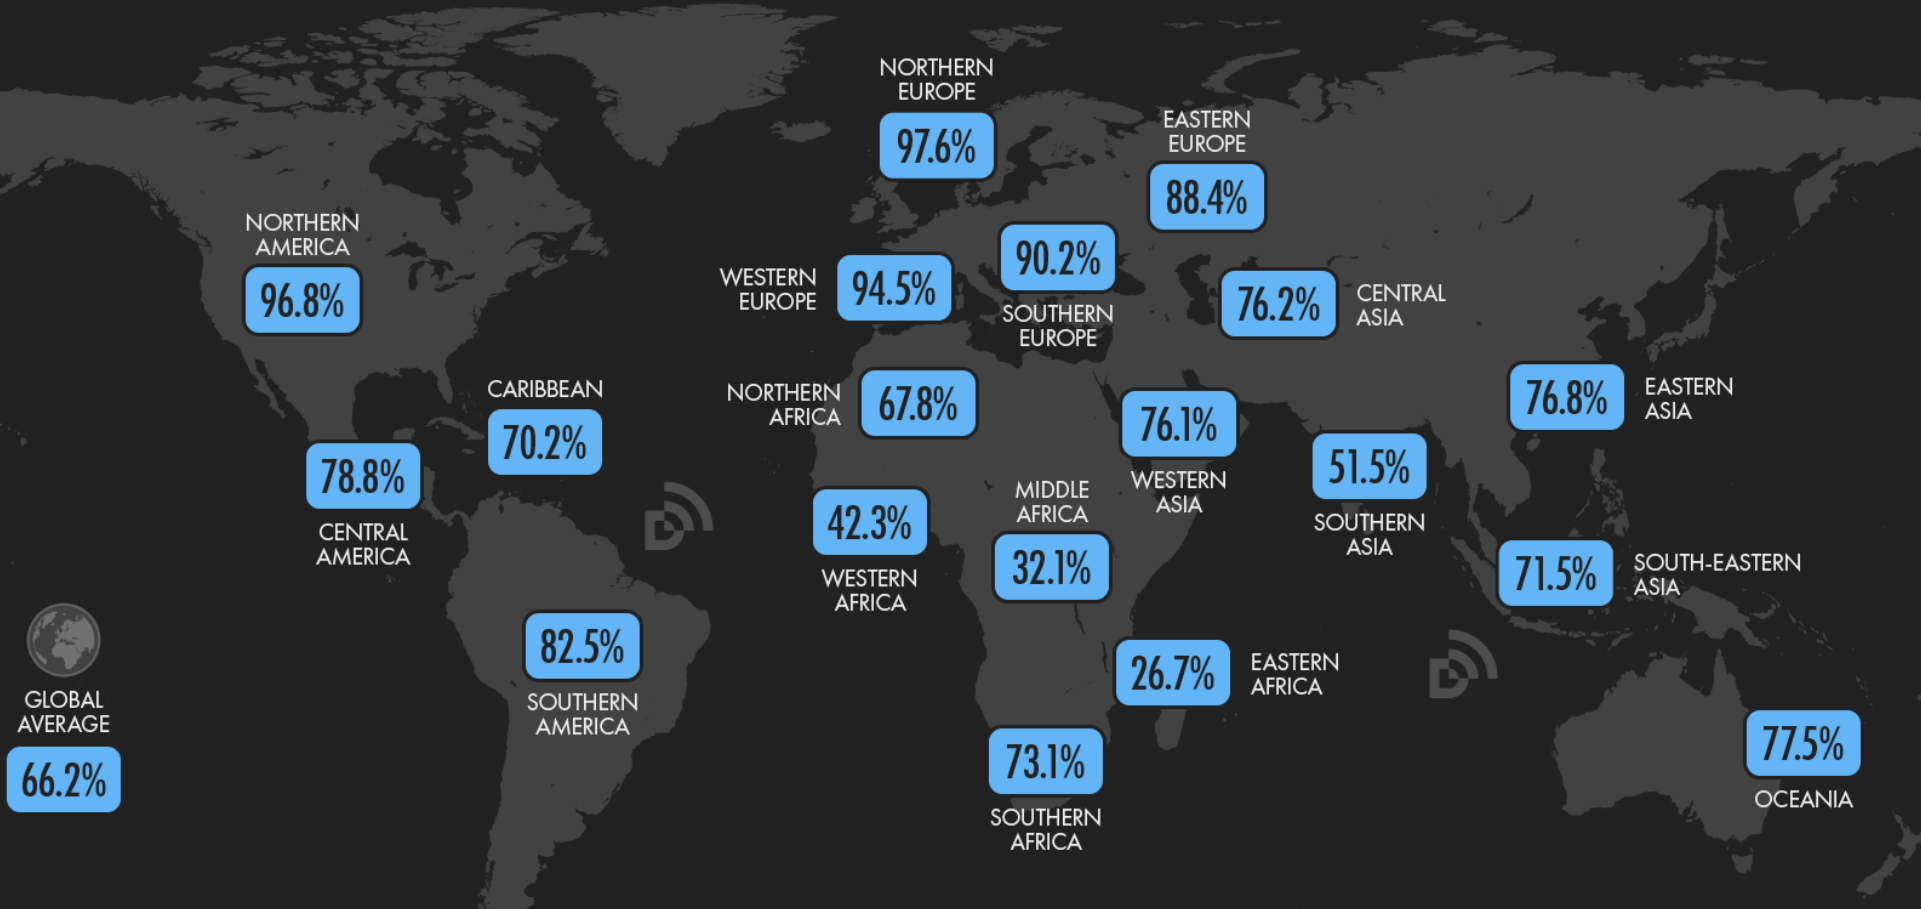 NORTHERN
EUROPE
97.6%
EASTERN
EUROPE
88.4%
NORTHERN
AMERICA
96.8%
WESTERN
EUROPE
94.5%
90.2%
SOUTHERN
EUROPE
76.2%
CENTRAL
ASIA
CARIBBEAN
70.2%
NORTHERN
AFRICA
67.8%
76.1%
WESTERN
ASIA
76.8%
EASTERN
ASIA
78.8%
CENTRAL
AMERICA
42.3%
WESTERN
AFRICA
MIDDLE
AFRICA
32.1%
51.5%
SOUTHERN
ASIA
71.5%
SOUTH-EASTERN
ASIA
82.5%
SOUTHERN
AMERICA
26.7%
EASTERN
AFRICA
GLOBAL
AVERAGE
66.2%
73.1%
SOUTHERN
AFRICA
77.5%
OCEANIA